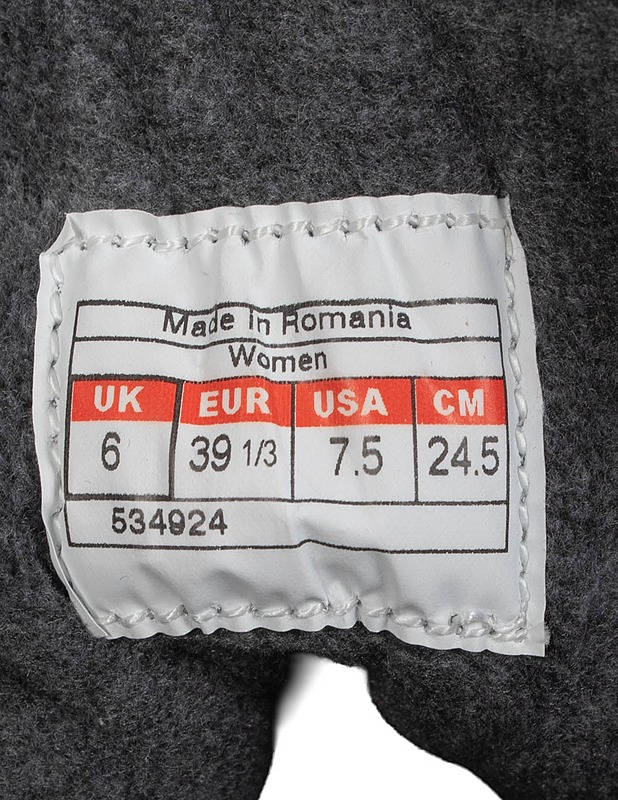 Made In Romania
Women
UK EUR USA CM
6 39 1/3 7.5 24.5
534924